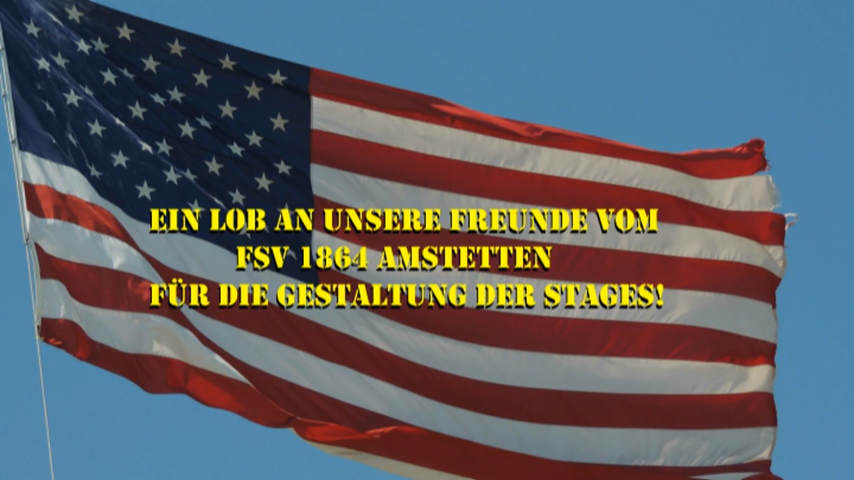 EIN LOB AN UNSERE FREUNDE VOM
FSV 1864 AMSTETTEN
FÜR DIE GESTALTUNG DER STAGES!